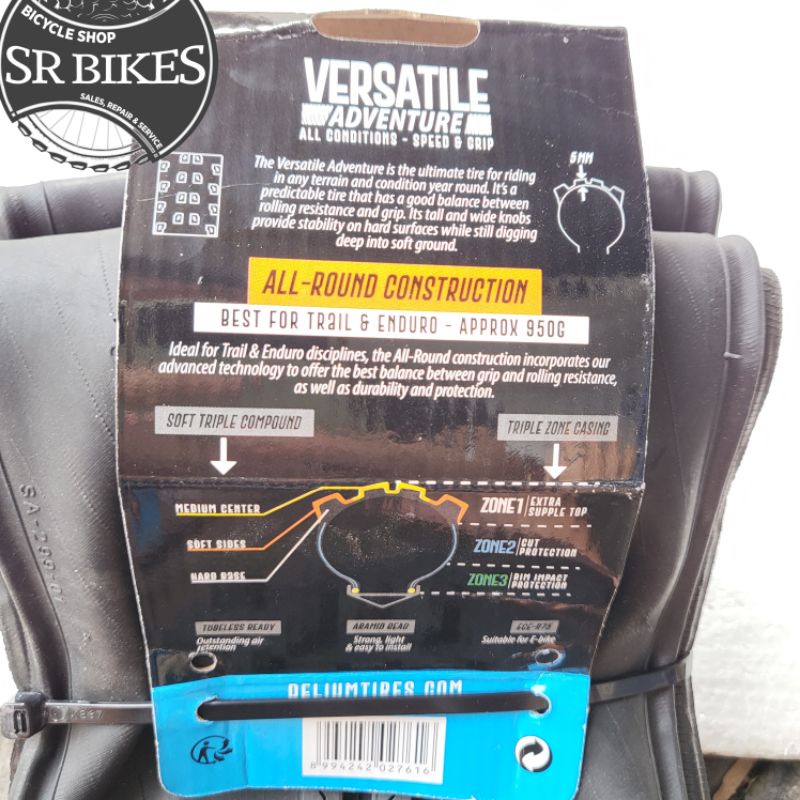 BICYCLE SHOP
SR BIKES
SALES, REPAIR & SERVICE
VERSATILE
ADVENTURE
ALL CONDITIONS - SPEED & GRIP
The Versatile Adventure is the ultimate tire for riding
in any terrain and condition year round. It's a
predictable tire that has a good balance between
rolling resistance and grip. Its tall and wide knobs
provide stability on hard surfaces while still digging
deep into soft ground.
5MM
ALL-ROUND CONSTRUCTION
BEST FOR TRaIL & ENDURO - APPROX 950G
Ideal for Trail & Enduro disciplines, the All-Round construction incorporates our
advanced technology to offer the best balance between grip and rolling resistance,
as well as durability and protection.
SOFT TRIPLE COMPOUND
TRIPLE ZONE CASING
MEDIUM CENTER
SOFT SIDES
HARD BASE
ZONE1 EXTRA
SUPPLE TOP
ZONE2 CUT
PROTECTION
ZONE3 RIM IMPACT
PROTECTION
TUBELESS READY
Outstanding air
retention
ARAMID BEAD
Strong, light
& easy to install
ECE-R75
Suitable for E-bike
DELIUMTIRES.COM
8 994242 027616
SA-299-01